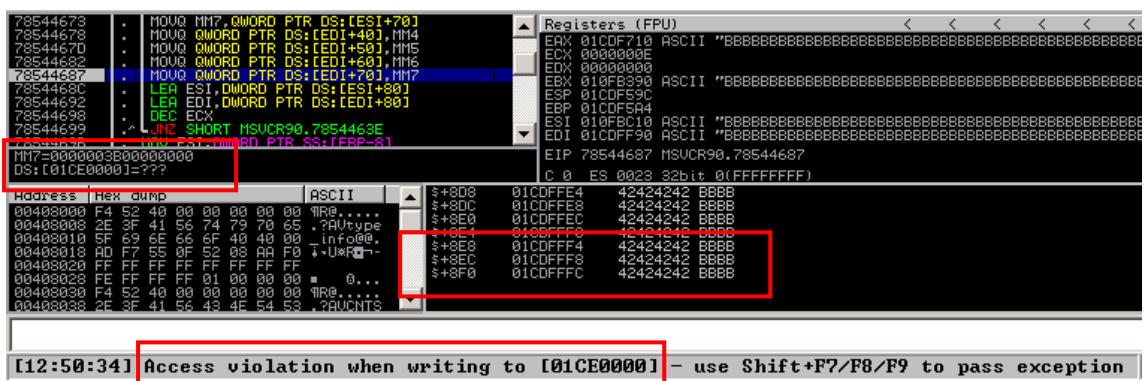 78544673 . MOVQ MM7,QWORD PTR DS:[ESI+70]
78544678 . MOVQ QWORD PTR DS:[EDI+40],MM4
7854467D . MOVQ QWORD PTR DS:[EDI+50],MM5
78544682 . MOVQ QWORD PTR DS:[EDI+60],MM6
78544687 . MOVQ QWORD PTR DS:[EDI+70],MM7
7854468C . LEA ESI,DWORD PTR DS:[ESI+80]
78544692 . LEA EDI,DWORD PTR DS:[EDI+80]
78544698 . DEC ECX
78544699 .^ JNZ SHORT MSVCR90.7854463E
MM7=0000003B00000000
DS:[01CE0000]=???
Registers (FPU) < < < < < <
EAX 01CDF710 ASCII "BBBBBBBBBBBBBBBBBBBBBBBBBBBBBBBBBBBBBBBBBBBBBB
ECX 0000000E
EDX 00000000
EBX 010FB390 ASCII "BBBBBBBBBBBBBBBBBBBBBBBBBBBBBBBBBBBBBBBBBBBBBB
ESP 01CDF59C
EBP 01CDF5A4
ESI 010FBC10 ASCII "BBBBBBBBBBBBBBBBBBBBBBBBBBBBBBBBBBBBBBBBBBBBBB
EDI 01CDFF90 ASCII "BBBBBBBBBBBBBBBBBBBBBBBBBBBBBBBBBBBBBBBBBBBBBB
EIP 78544687 MSVCR90.78544687
C 0 ES 0023 32bit 0(FFFFFFFF)
Address Hex dump ASCII
00408000 F4 52 40 00 00 00 00 00 ¶R@.....
00408008 2E 3F 41 56 74 79 70 65 .?AVtype
00408010 5F 69 6E 66 6F 40 40 00 _info@@.
00408018 AD F7 55 0F 52 08 AA F0
00408020 FF FF FF FF FF FF FF FF
00408028 FE FF FF FF 01 00 00 00
00408030 F4 52 40 00 00 00 00 00 ¶R@.....
00408038 2E 3F 41 56 43 4E 54 53 .?AVCNTS
$+8D8 01CDFFE4 42424242 BBBB
$+8DC 01CDFFE8 42424242 BBBB
$+8E0 01CDFFEC 42424242 BBBB
$+8E4 01CDFFF0 42424242 BBBB
$+8E8 01CDFFF4 42424242 BBBB
$+8EC 01CDFFF8 42424242 BBBB
$+8F0 01CDFFFC 42424242 BBBB
[12:50:34] Access violation when writing to [01CE0000] - use Shift+F7/F8/F9 to pass exception